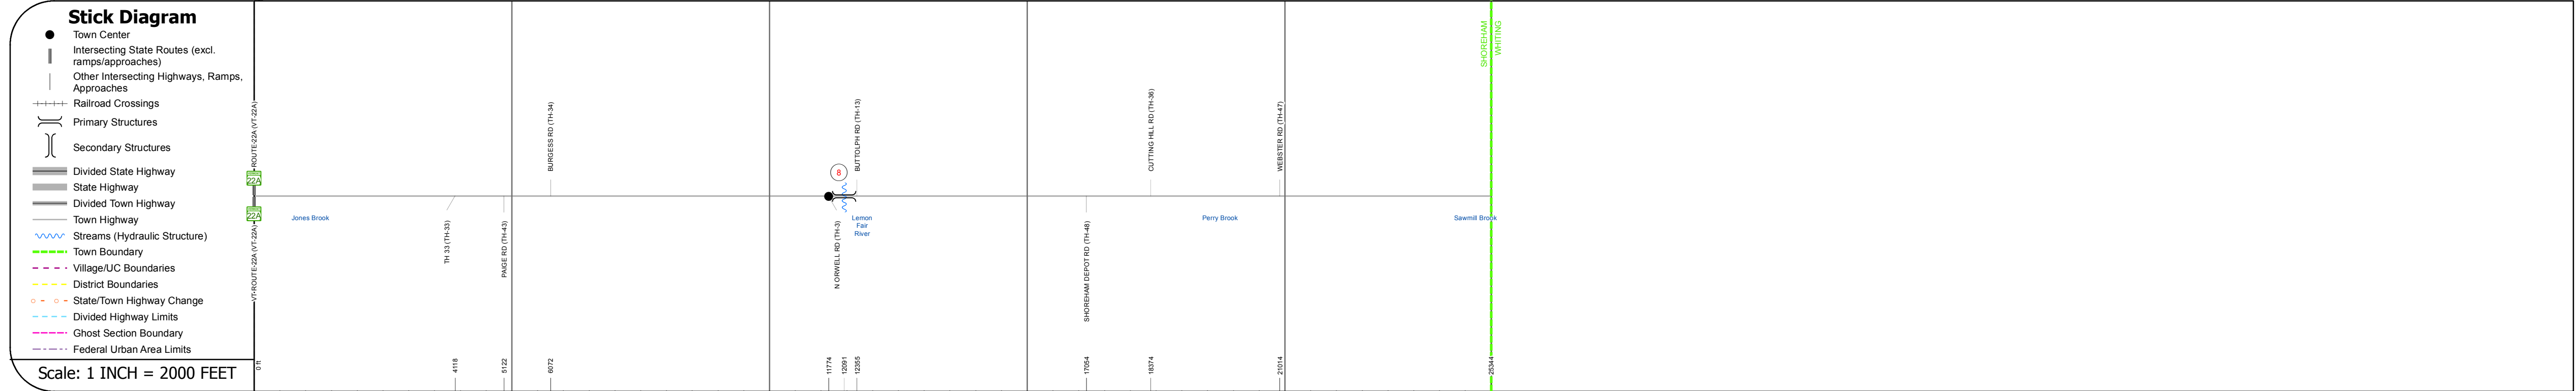 Stick Diagram
Town Center
Intersecting State Routes (excl.
ramps/approaches)
Other Intersecting Highways, Ramps,
Approaches
Railroad Crossings
Primary Structures
Secondary Structures
Divided State Highway
State Highway
Divided Town Highway
Town Highway
Streams (Hydraulic Structure)
Town Boundary
Village/UC Boundaries
District Boundaries
State/Town Highway Change
Divided Highway Limits
Ghost Section Boundary
Federal Urban Area Limits
Scale: 1 INCH = 2000 FEET
VT-ROUTE-22A (VT-22A)
22A
22A
VT-ROUTE-22A (VT-22A)
0 ft
Jones Brook
TH 33 (TH-33)
4118
PAIGE RD (TH-43)
5122
BURGESS RD (TH-34)
6072
8
N ORWELL RD (TH-3)
11774
12091
BUTTOLPH RD (TH-13)
Lemon
Fair
River
12355
SHOREHAM DEPOT RD (TH-48)
17054
CUTTING HILL RD (TH-36)
18374
Perry Brook
WEBSTER RD (TH-47)
21014
Sawmill Brook
SHOREHAM
WHITING
25344